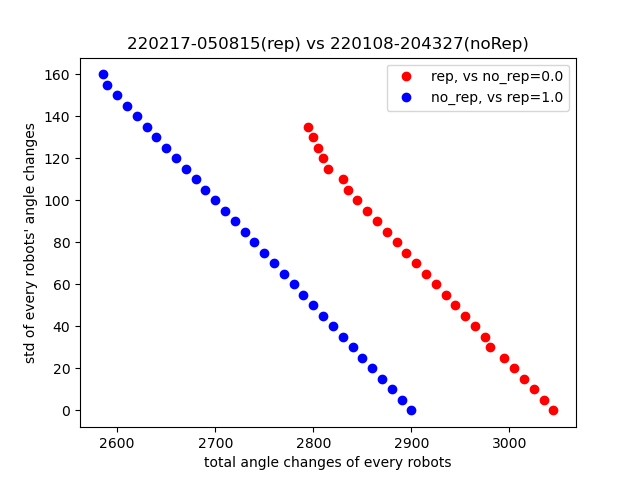 220217-050815(rep) vs 220108-204327(noRep)
rep, vs no_rep=0.0
no_rep, vs rep=1.0
160
140
120
100
80
60
40
20
0
std of every robots' angle changes
2600 2700 2800 2900 3000
total angle changes of every robots